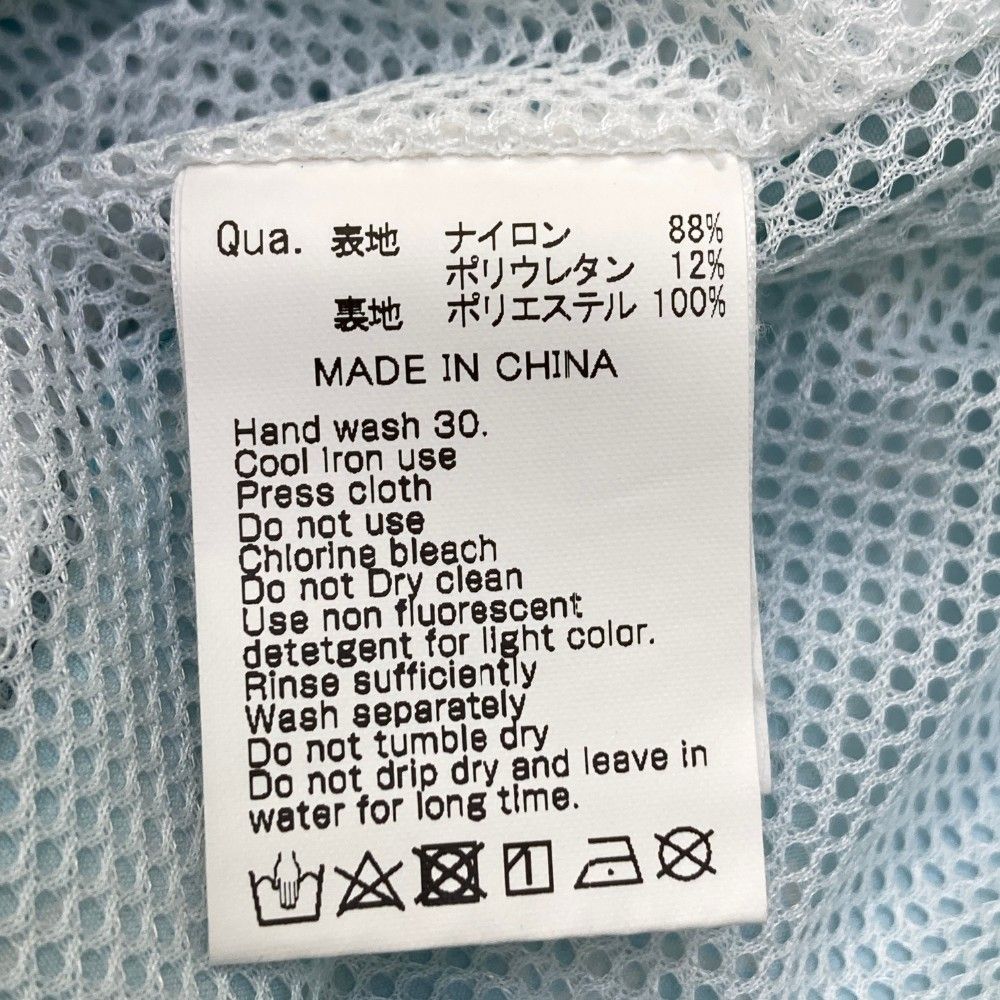 Qua. 表地 ナイロン 88%
ポリウレタン 12%
裏地 ポリエステル 100%
MADE IN CHINA
Hand wash 30.
Cool Iron use
Press cloth
Do not use
Chlorine bleach
Do not Dry clean
Use non fluorescent
detetgent for light color.
Rinse sufficiently
Wash separately
Do not tumble dry
Do not drip dry and leave in
water for long time.